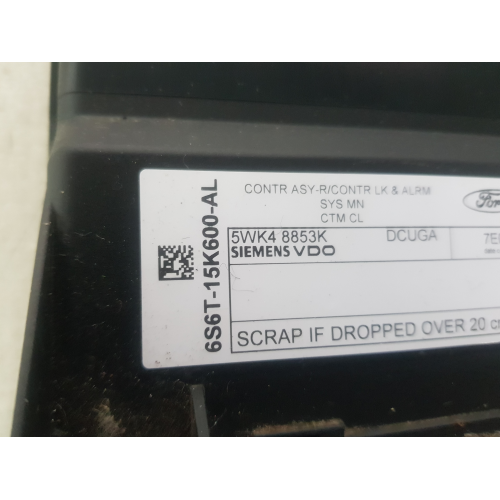 6S6T-15K600-AL
CONTR ASY-R/CONTR LK & ALRM
SYS MN
CTM CL
5WK4 8853K DCUGA
SIEMENS VDO
SCRAP IF DROPPED OVER 20